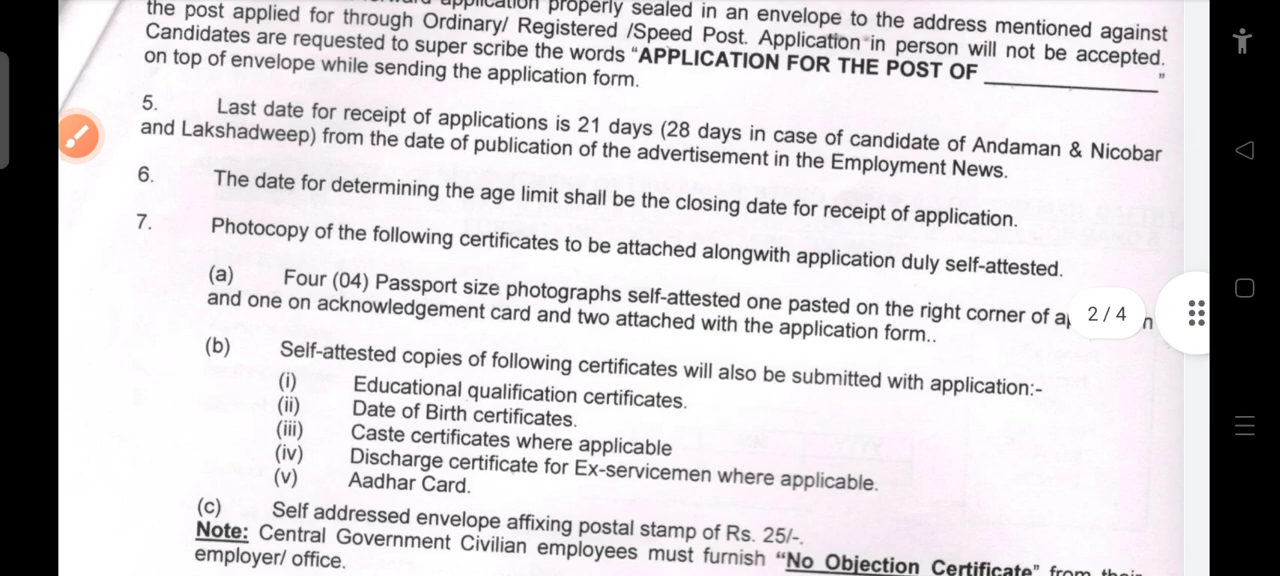 application properly sealed in an envelope to the address mentioned against
the post applied for through Ordinary/ Registered /Speed Post. Application in person will not be accepted.
Candidates are requested to super scribe the words “APPLICATION FOR THE POST OF ____________”
on top of envelope while sending the application form.
5. Last date for receipt of applications is 21 days (28 days in case of candidate of Andaman & Nicobar
and Lakshadweep) from the date of publication of the advertisement in the Employment News.
6. The date for determining the age limit shall be the closing date for receipt of application.
7. Photocopy of the following certificates to be attached alongwith application duly self-attested.
(a) Four (04) Passport size photographs self-attested one pasted on the right corner of
2 / 4
and one on acknowledgement card and two attached with the application form..
(b) Self-attested copies of following certificates will also be submitted with application:-
(i) Educational qualification certificates.
(ii) Date of Birth certificates.
(iii) Caste certificates where applicable
(iv) Discharge certificate for Ex-servicemen where applicable.
(v) Aadhar Card.
(c) Self addressed envelope affixing postal stamp of Rs. 25/-.
Note: Central Government Civilian employees must furnish “No Objection Certificate” from their
employer/ office.